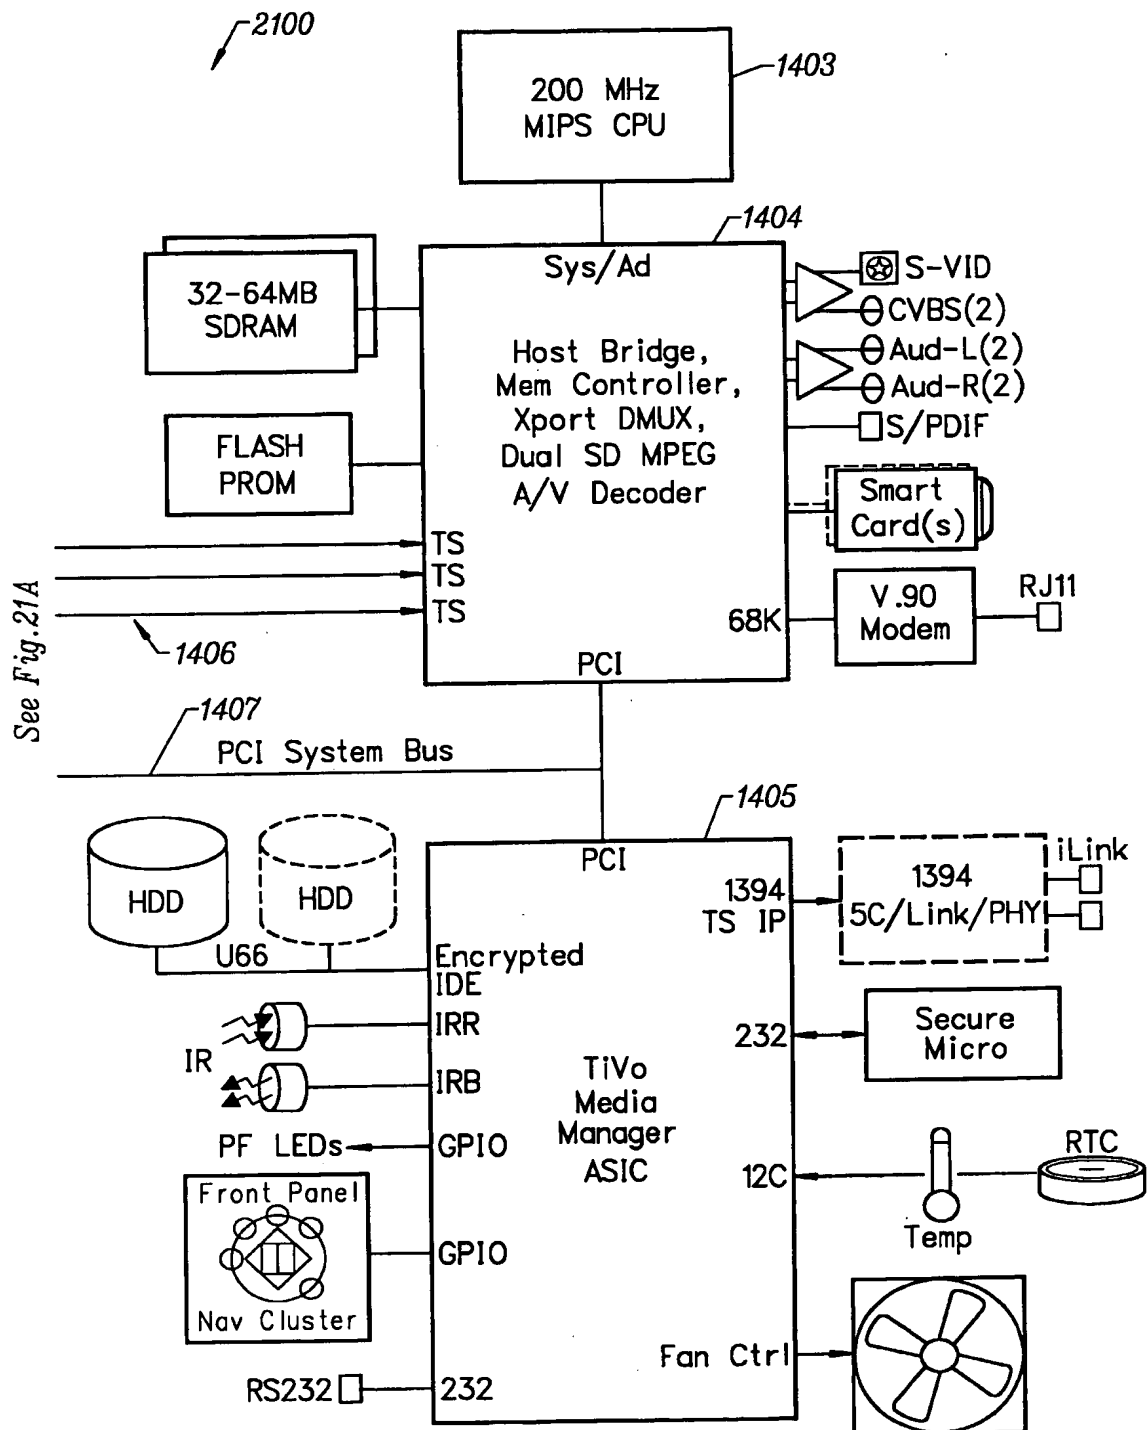 2100
1403
200 MHz
MIPS CPU
1404
Sys/Ad
32-64MB
SDRAM
Host Bridge,
Mem Controller,
Xport DMUX,
Dual SD MPEG
A/V Decoder
S-VID
CVBS(2)
Aud-L(2)
Aud-R(2)
S/PDIF
FLASH
PROM
Smart
Card(s)
TS
TS
TS
1406
See Fig.21A
68K
V.90
Modem
RJ11
PCI
1407
PCI System Bus
1405
PCI
HDD
HDD
U66
Encrypted
IDE
1394
TS IP
1394
5C/Link/PHY
iLink
IR
IRR
IRB
232
Secure
Micro
TiVo
Media
Manager
ASIC
PF LEDs
GPIO
12C
Temp
RTC
Front Panel
Nav Cluster
GPIO
Fan Ctrl
RS232
232